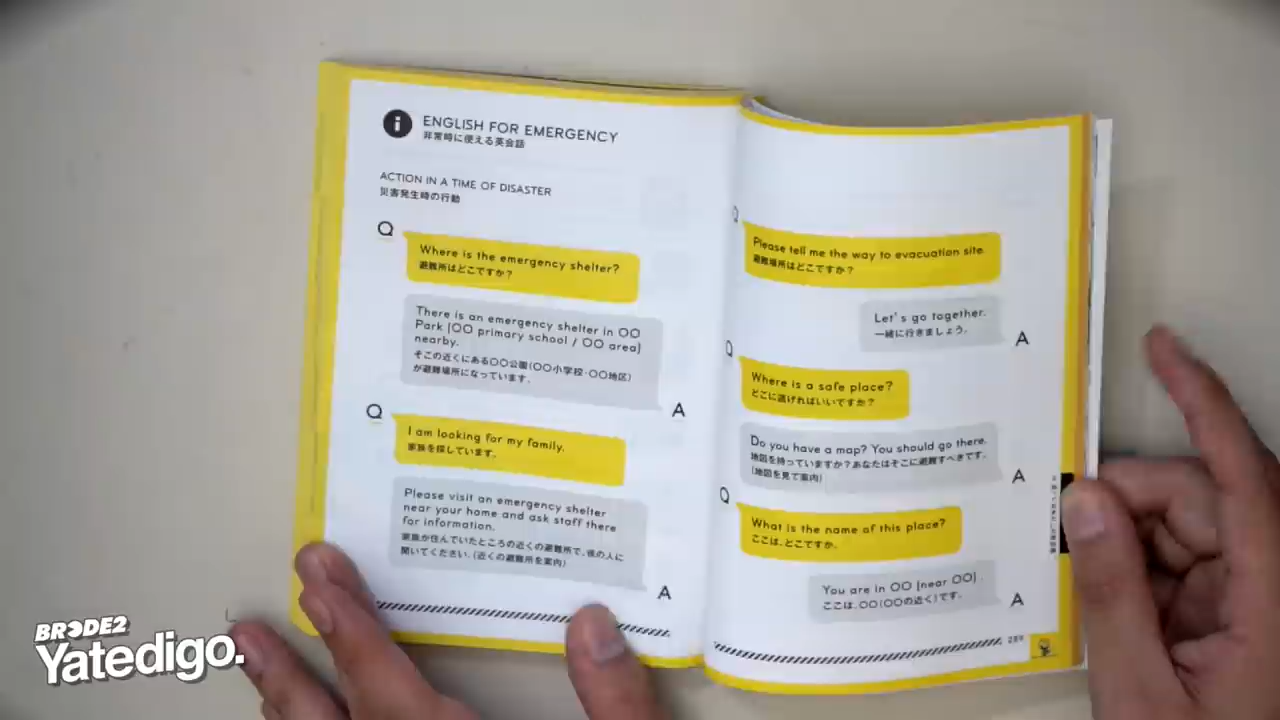 i
ENGLISH FOR EMERGENCY
非常時に使える英会話
ACTION IN A TIME OF DISASTER
災害発生時の行動
Q
Where is the emergency shelter?
避難所はどこですか?
There is an emergency shelter in OO
Park (OO primary school / OO area)
nearby.
そこの近くにある〇〇公園(〇〇小学校・〇〇地区)
が避難場所になっています。
A
Q
I am looking for my family.
家族を探しています。
Please visit an emergency shelter
near your home and ask staff there
for information.
家族が住んでいたところの近くの避難所で、係の人に
聞いてください。(近くの避難所を案内)
A
Q
Please tell me the way to evacuation site.
避難場所はどこですか?
Let's go together.
一緒に行きましょう。
A
Q
Where is a safe place?
どこに逃げればいいですか?
Do you have a map? You should go there.
地図を持っていますか?あなたはそこに避難すべきです。
(地図を見て案内)
A
Q
What is the name of this place?
ここは、どこですか。
You are in OO (near OO).
ここは、〇〇(〇〇の近く)です。
A
BRODE2
Yatedigo.